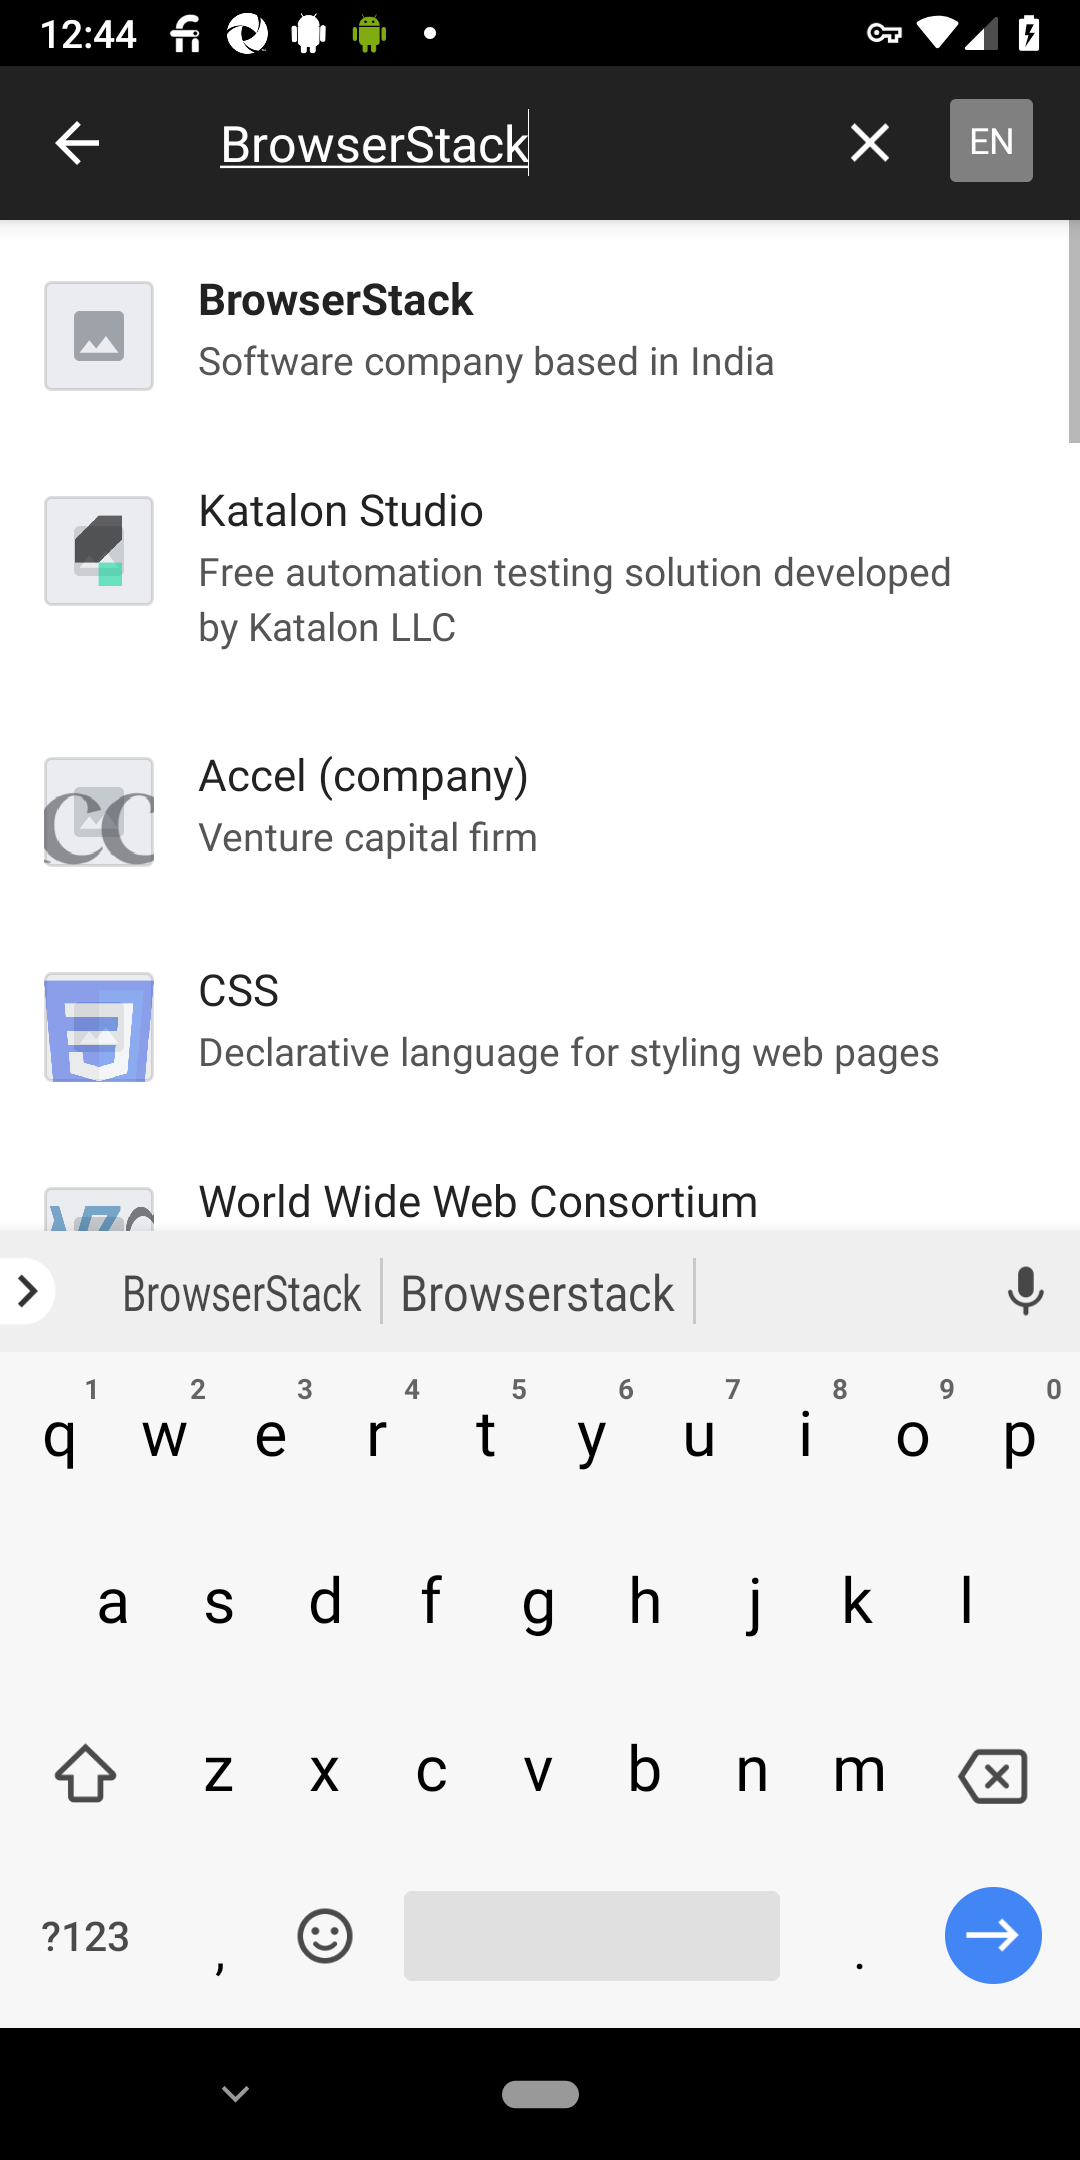 12:44
BrowserStack
EN
BrowserStack
Software company based in India
Katalon Studio
Free automation testing solution developed
by Katalon LLC
Accel (company)
Venture capital firm
CSS
Declarative language for styling web pages
World Wide Web Consortium
BrowserStack Browserstack
1 2 3 4 5 6 7 8 9 0
q w e r t y u i o p
a s d f g h j k l
z x c v b n m
?123 , .